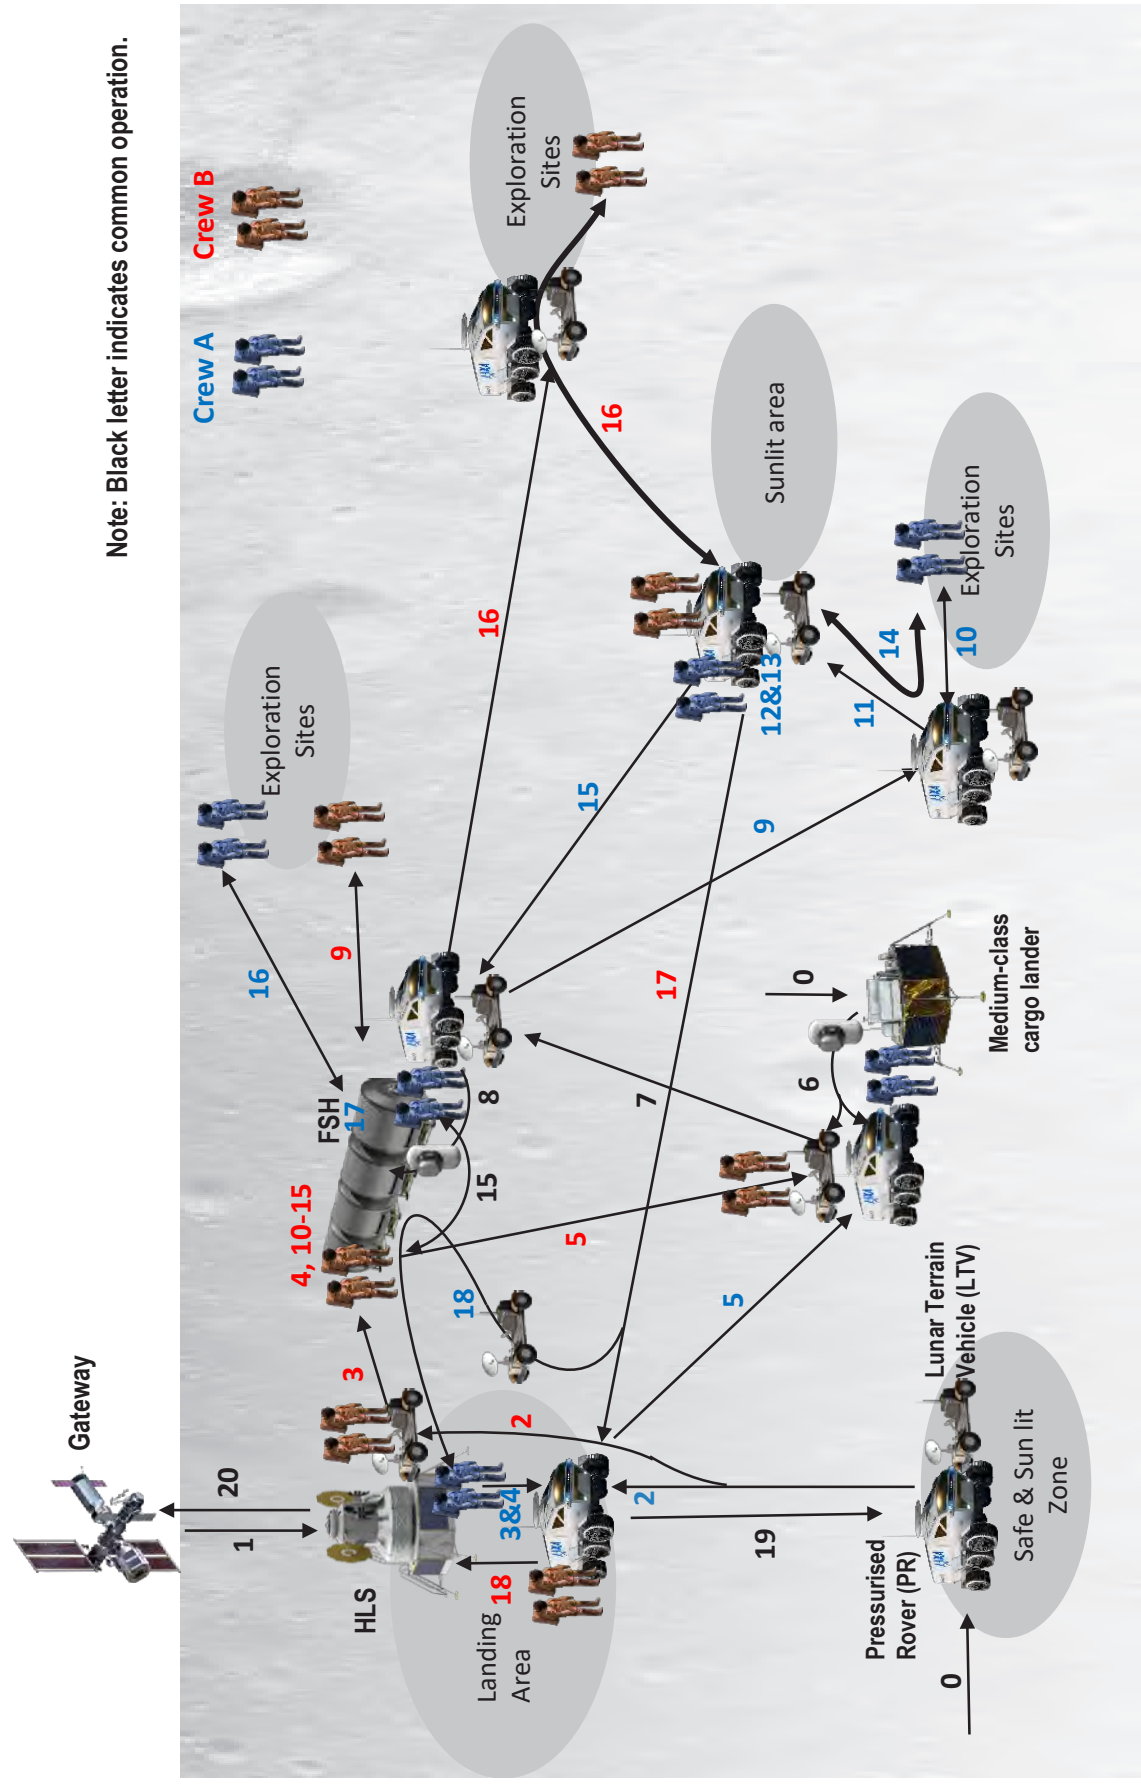 Gateway
Note: Black letter indicates common operation.
Crew A
Crew B
20
1
16
Exploration
Sites
4, 10-15
FSH
17
9
3
HLS
18
15
8
16
Landing
Area
18
3&4
2
Exploration
Sites
5
15
16
2
7
17
5
9
19
12&13
Sunlit area
0
6
11
14
Pressurised
Rover (PR)
Lunar Terrain
Vehicle (LTV)
0
10
Exploration
Sites
Medium-class
cargo lander
Safe & Sun lit
Zone